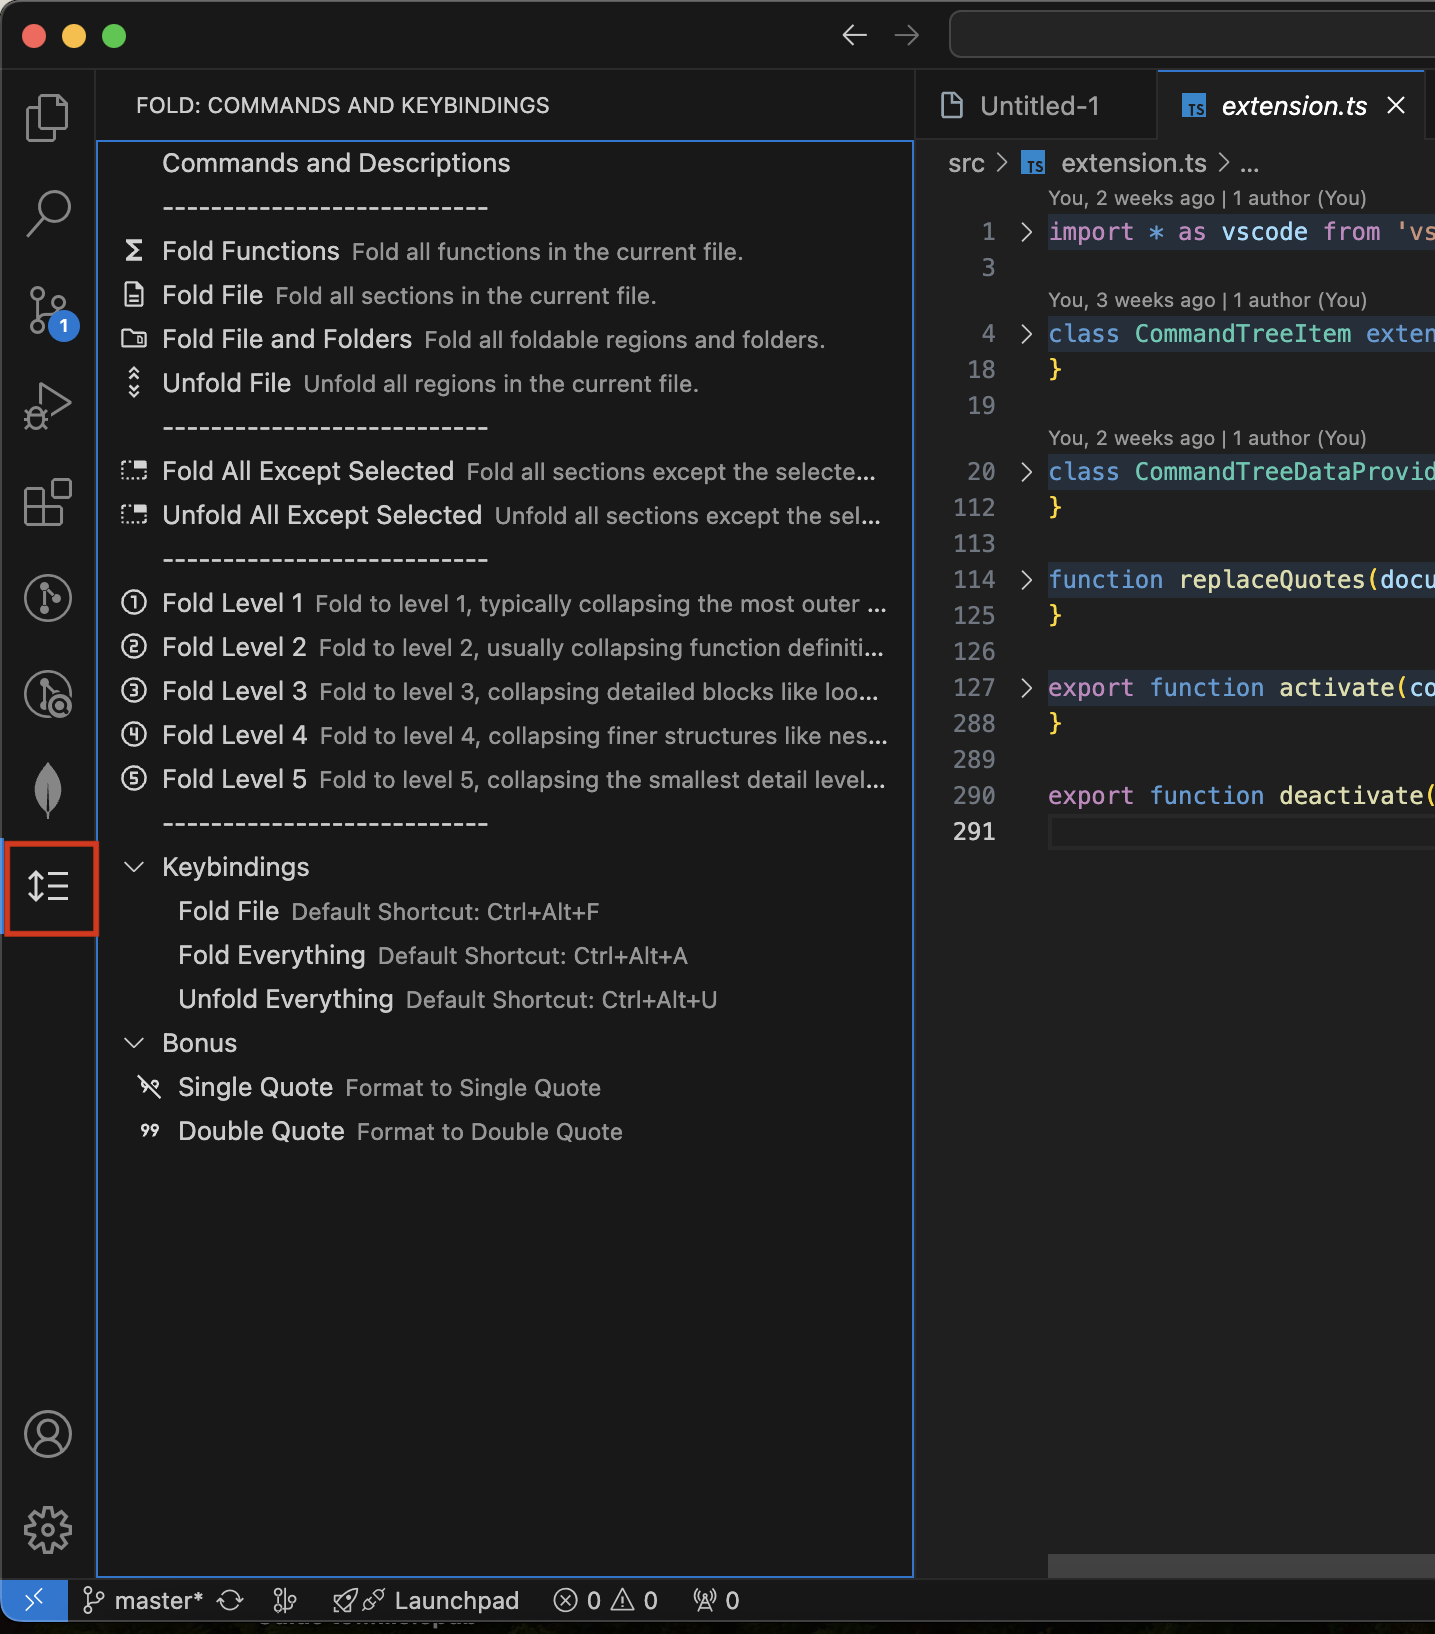 FOLD: COMMANDS AND KEYBINDINGS
Commands and Descriptions
---------------------------
Fold Functions Fold all functions in the current file.
Fold File Fold all sections in the current file.
Fold File and Folders Fold all foldable regions and folders.
Unfold File Unfold all regions in the current file.
---------------------------
Fold All Except Selected Fold all sections except the selecte...
Unfold All Except Selected Unfold all sections except the sel...
---------------------------
1 Fold Level 1 Fold to level 1, typically collapsing the most outer ...
2 Fold Level 2 Fold to level 2, usually collapsing function definiti...
3 Fold Level 3 Fold to level 3, collapsing detailed blocks like loo...
4 Fold Level 4 Fold to level 4, collapsing finer structures like nes...
5 Fold Level 5 Fold to level 5, collapsing the smallest detail level...
---------------------------
Keybindings
Fold File Default Shortcut: Ctrl+Alt+F
Fold Everything Default Shortcut: Ctrl+Alt+A
Unfold Everything Default Shortcut: Ctrl+Alt+U
Bonus
Single Quote Format to Single Quote
Double Quote Format to Double Quote
1
Untitled-1
TS extension.ts
src > TS extension.ts > ...
You, 2 weeks ago | 1 author (You)
1 import * as vscode from 'vs
3
You, 3 weeks ago | 1 author (You)
4 class CommandTreeItem exten
18 }
19
You, 2 weeks ago | 1 author (You)
20 class CommandTreeDataProvid
112 }
113
114 function replaceQuotes(docu
125 }
126
127 export function activate(co
288 }
289
290 export function deactivate(
291
master* Launchpad 0 0 0